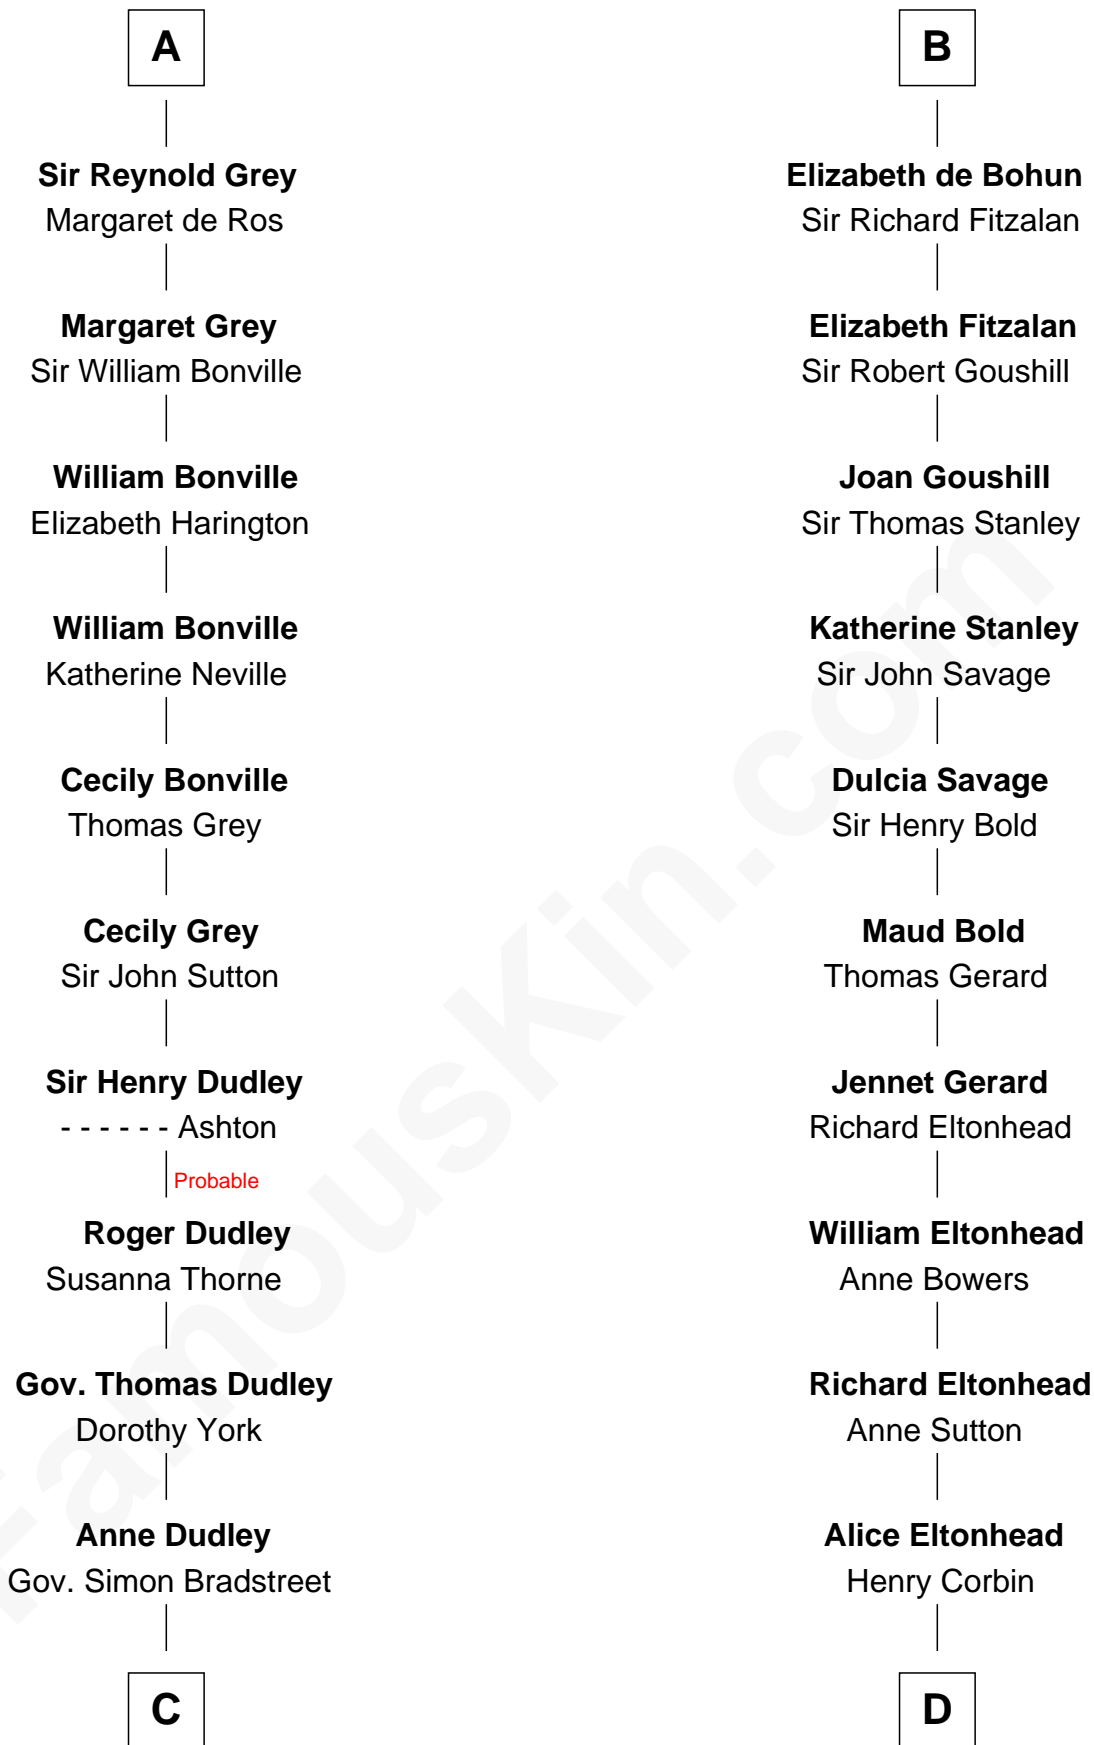 A
Sir Reynold Grey
Margaret de Ros
Margaret Grey
Sir William Bonville
William Bonville
Elizabeth Harington
William Bonville
Katherine Neville
Cecily Bonville
Thomas Grey
Cecily Grey
Sir John Sutton
Sir Henry Dudley
- - - - - - Ashton
Probable
Roger Dudley
Susanna Thorne
Gov. Thomas Dudley
Dorothy York
Anne Dudley
Gov. Simon Bradstreet
C
B
Elizabeth de Bohun
Sir Richard Fitzalan
Elizabeth Fitzalan
Sir Robert Goushill
Joan Goushill
Sir Thomas Stanley
Katherine Stanley
Sir John Savage
Dulcia Savage
Sir Henry Bold
Maud Bold
Thomas Gerard
Jennet Gerard
Richard Eltonhead
William Eltonhead
Anne Bowers
Richard Eltonhead
Anne Sutton
Alice Eltonhead
Henry Corbin
D
FamousKin.com